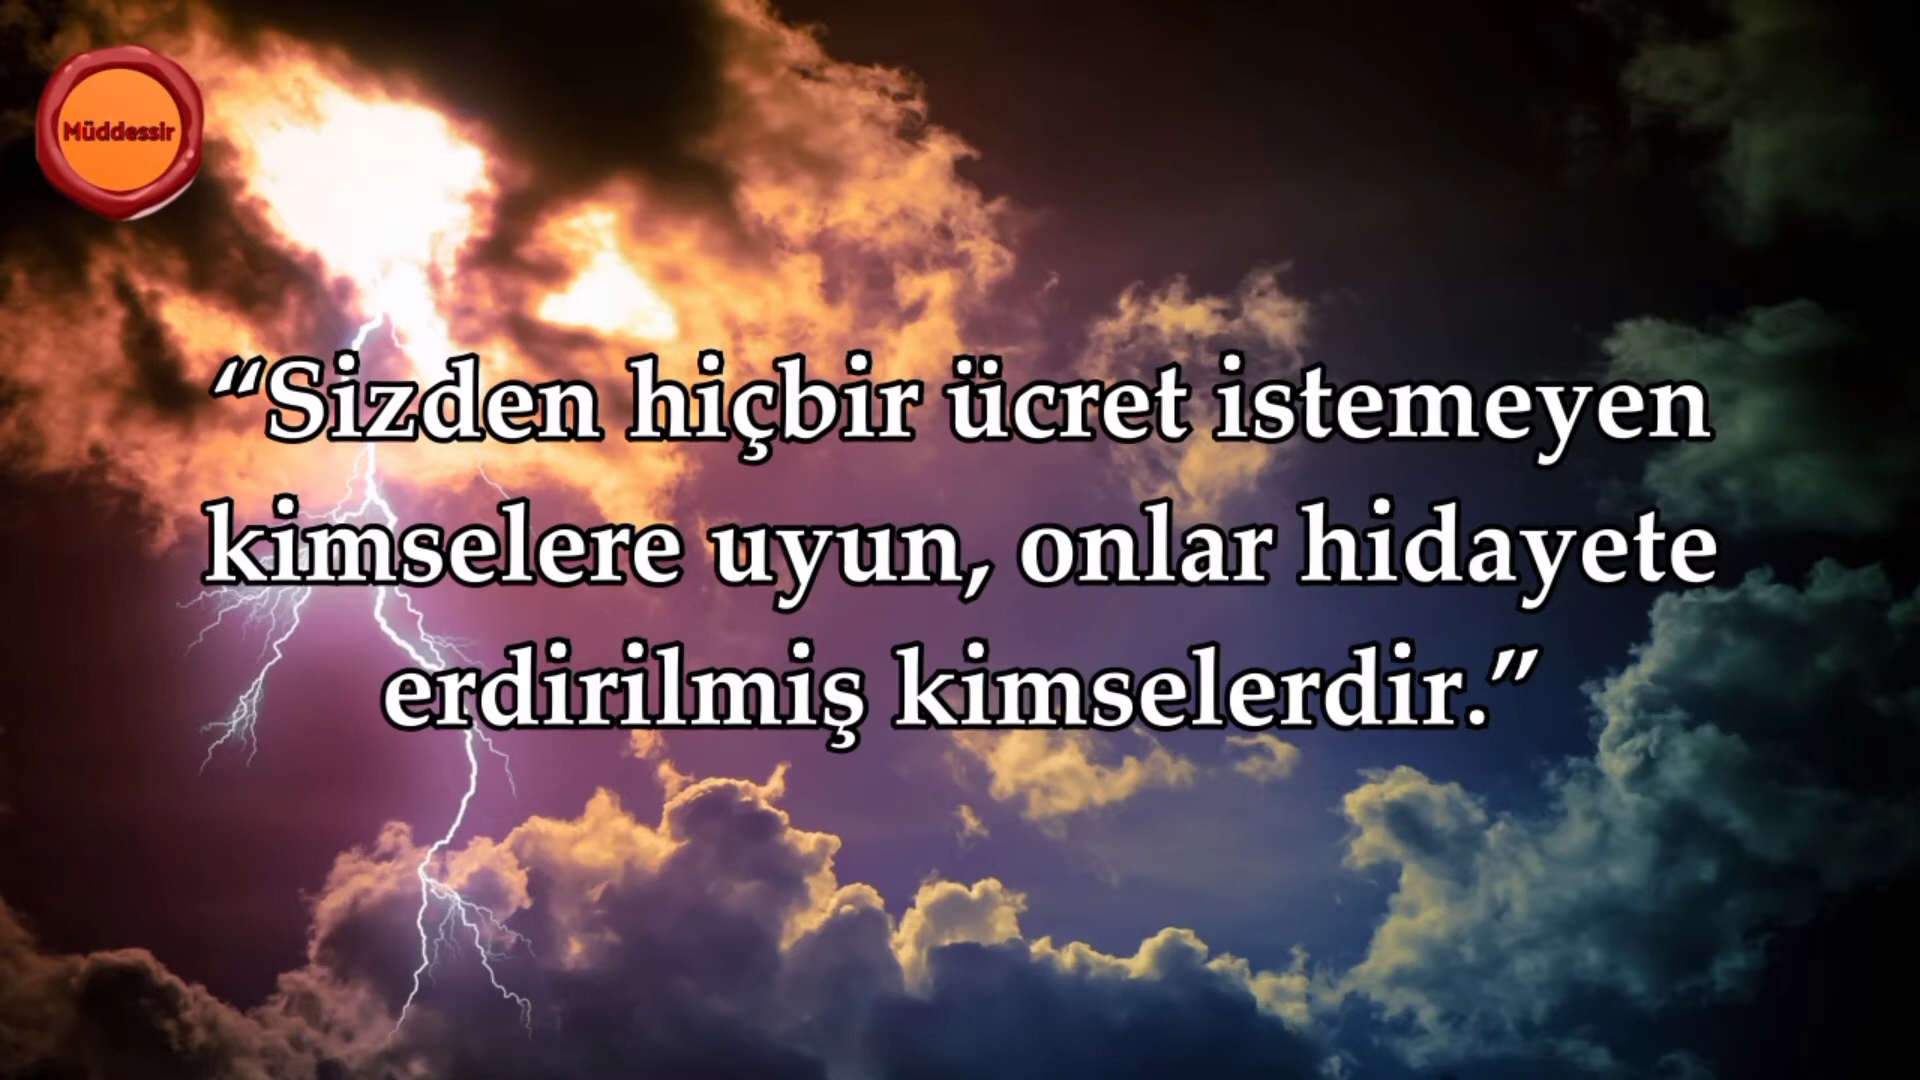 Müddessir
“Sizden hiçbir ücret istemeyen
kimselere uyun, onlar hidayete
erdirilmiş kimselerdir.”